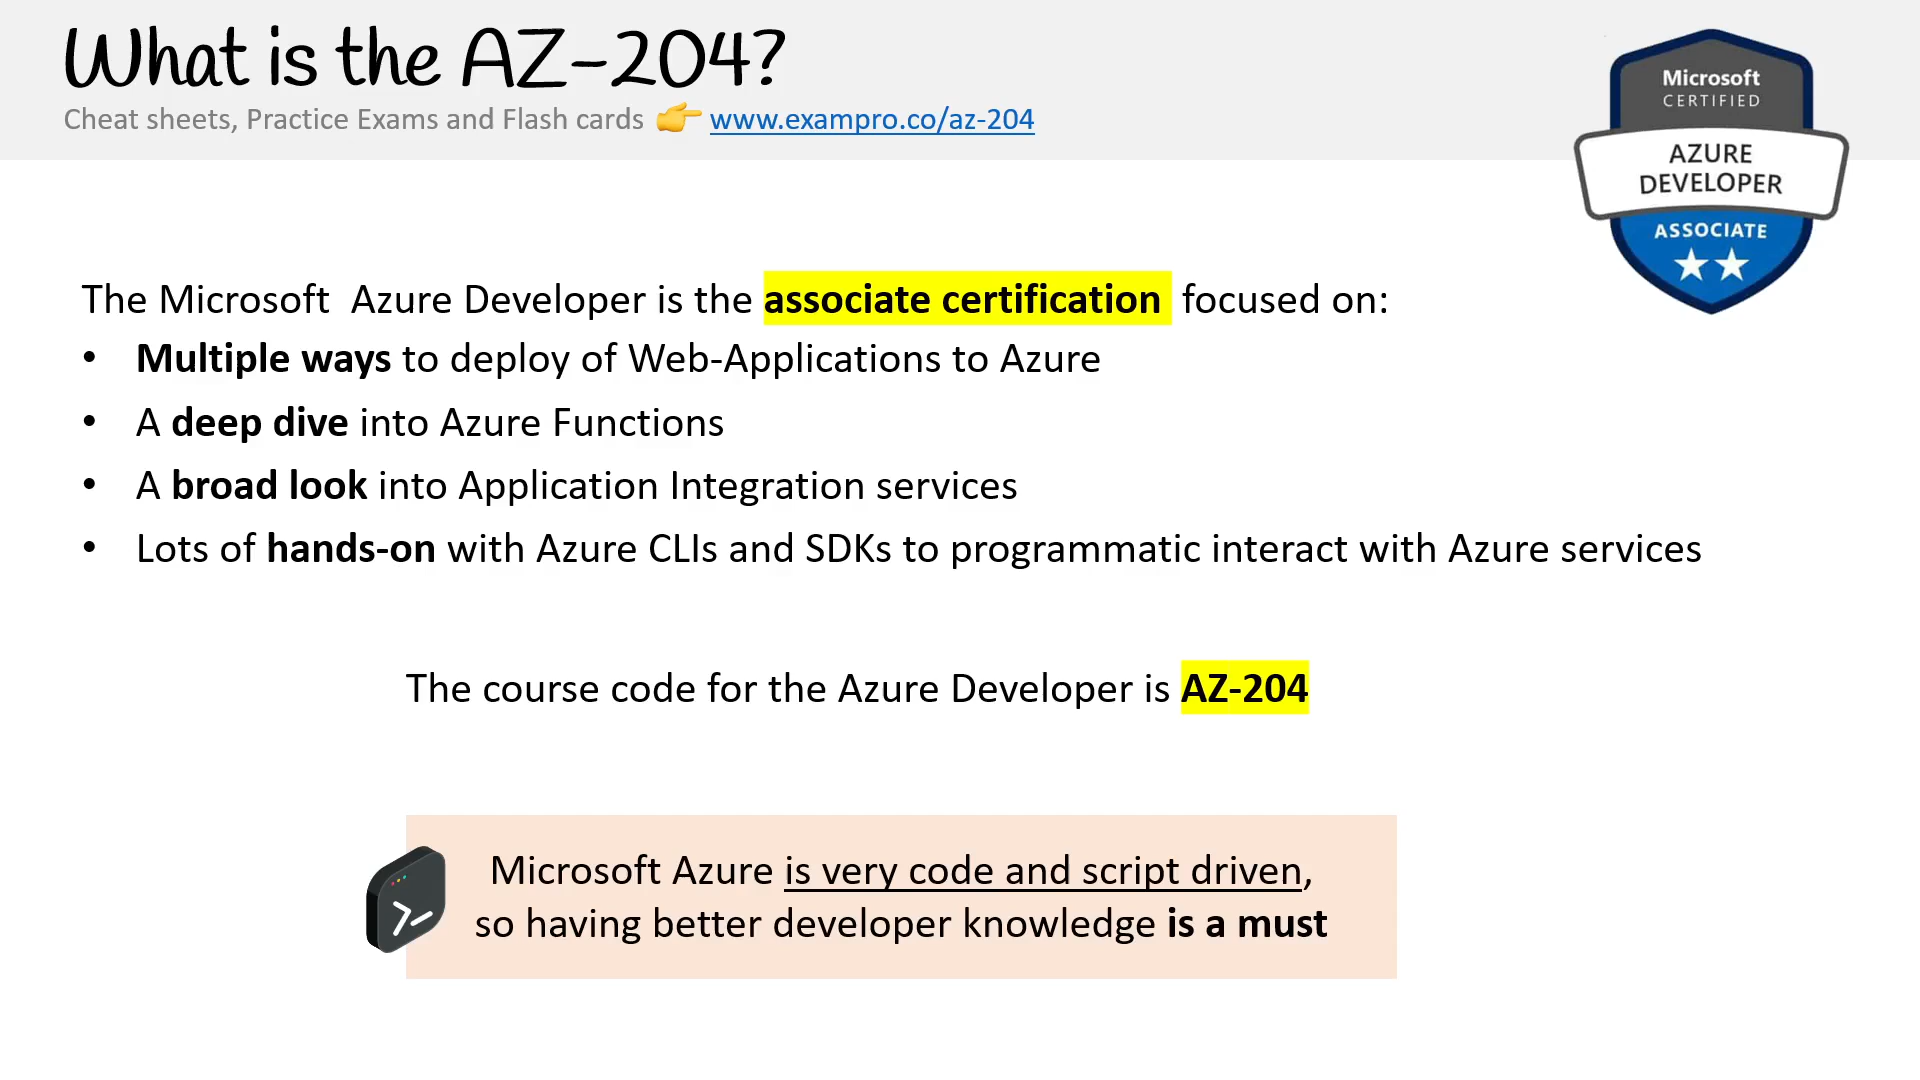 What is the AZ-204?
Cheat sheets, Practice Exams and Flash cards 👉 www.exampro.co/az-204
Microsoft
CERTIFIED
AZURE
DEVELOPER
ASSOCIATE
The Microsoft  Azure Developer is the associate certification  focused on:
• Multiple ways to deploy of Web-Applications to Azure
• A deep dive into Azure Functions
• A broad look into Application Integration services
• Lots of hands-on with Azure CLIs and SDKs to programmatic interact with Azure services
The course code for the Azure Developer is AZ-204
Microsoft Azure is very code and script driven,
so having better developer knowledge is a must